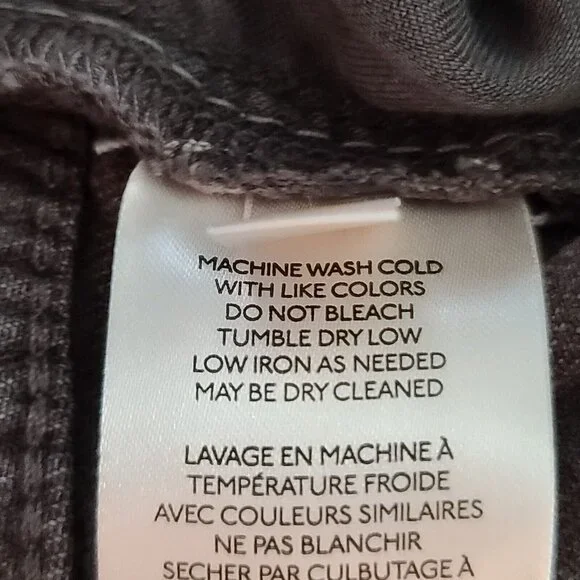 MACHINE WASH COLD
WITH LIKE COLORS
DO NOT BLEACH
TUMBLE DRY LOW
LOW IRON AS NEEDED
MAY BE DRY CLEANED
LAVAGE EN MACHINE À
TEMPÉRATURE FROIDE
AVEC COULEURS SIMILAIRES
NE PAS BLANCHIR
SECHER PAR CULBUTAGE À